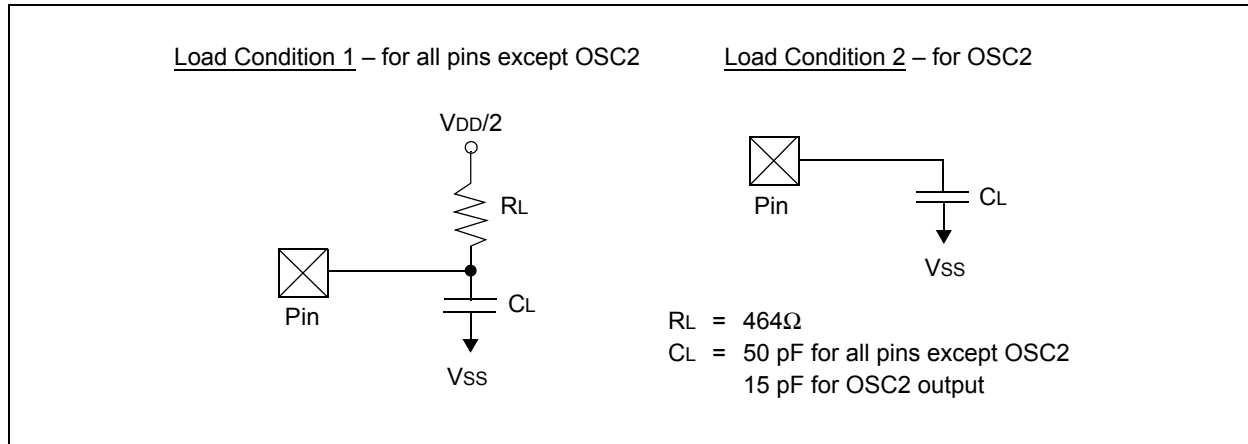 Load Condition 1 – for all pins except OSC2
VDD/2
RL
Pin
CL
VSS
Load Condition 2 – for OSC2
Pin
CL
VSS
RL = 464Ω
CL = 50 pF for all pins except OSC2
15 pF for OSC2 output